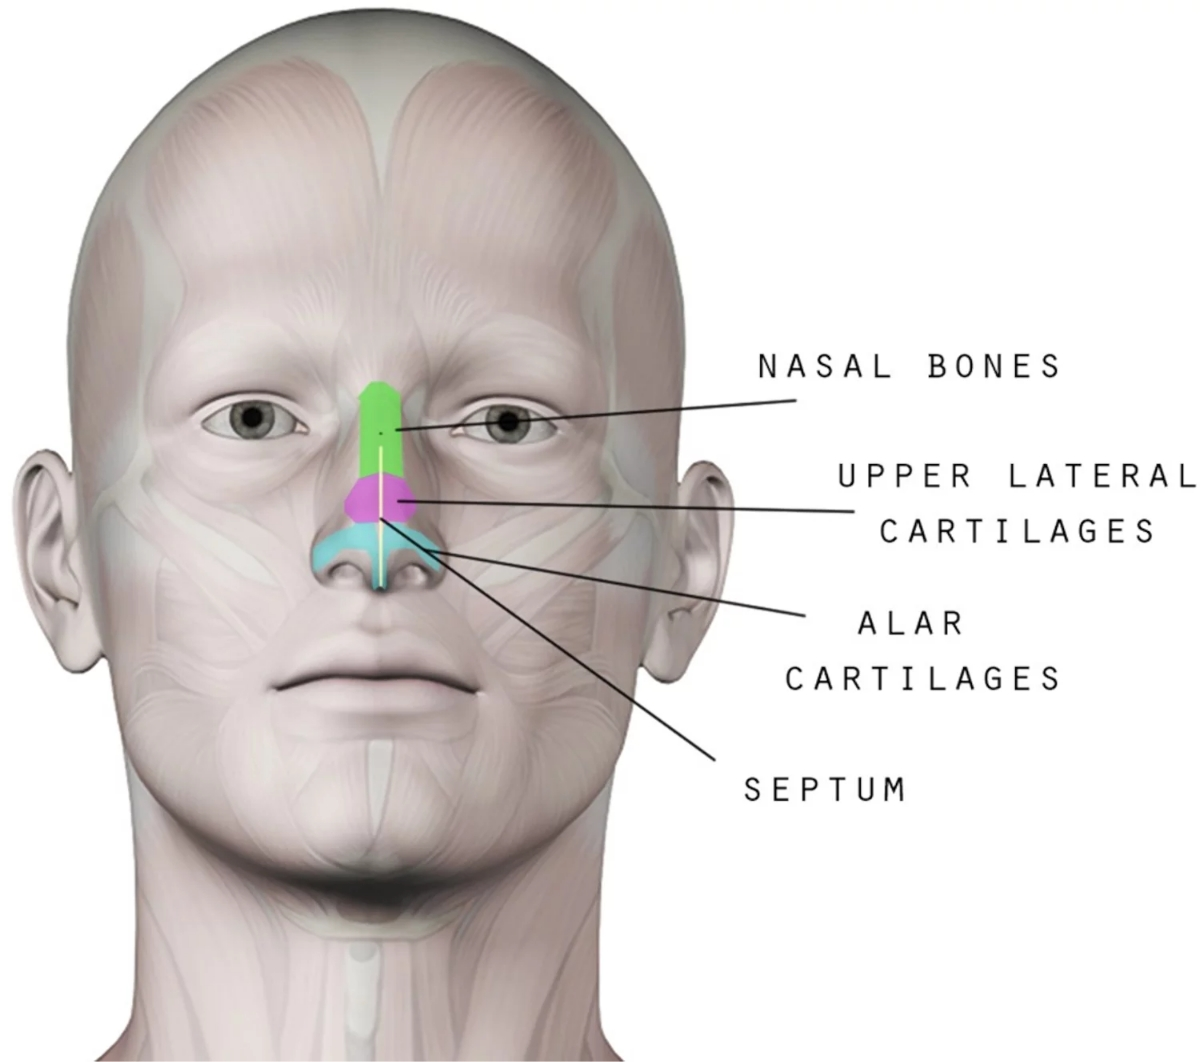 NASAL BONES
UPPER LATERAL
CARTILAGES
ALAR
CARTILAGES
SEPTUM